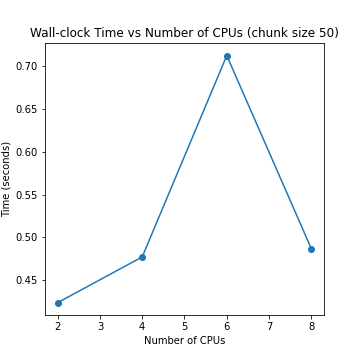 Wall-clock Time vs Number of CPUs (chunk size 50)
Time (seconds)
0.70
0.65
0.60
0.55
0.50
0.45
2 3 4 5 6 7 8
Number of CPUs